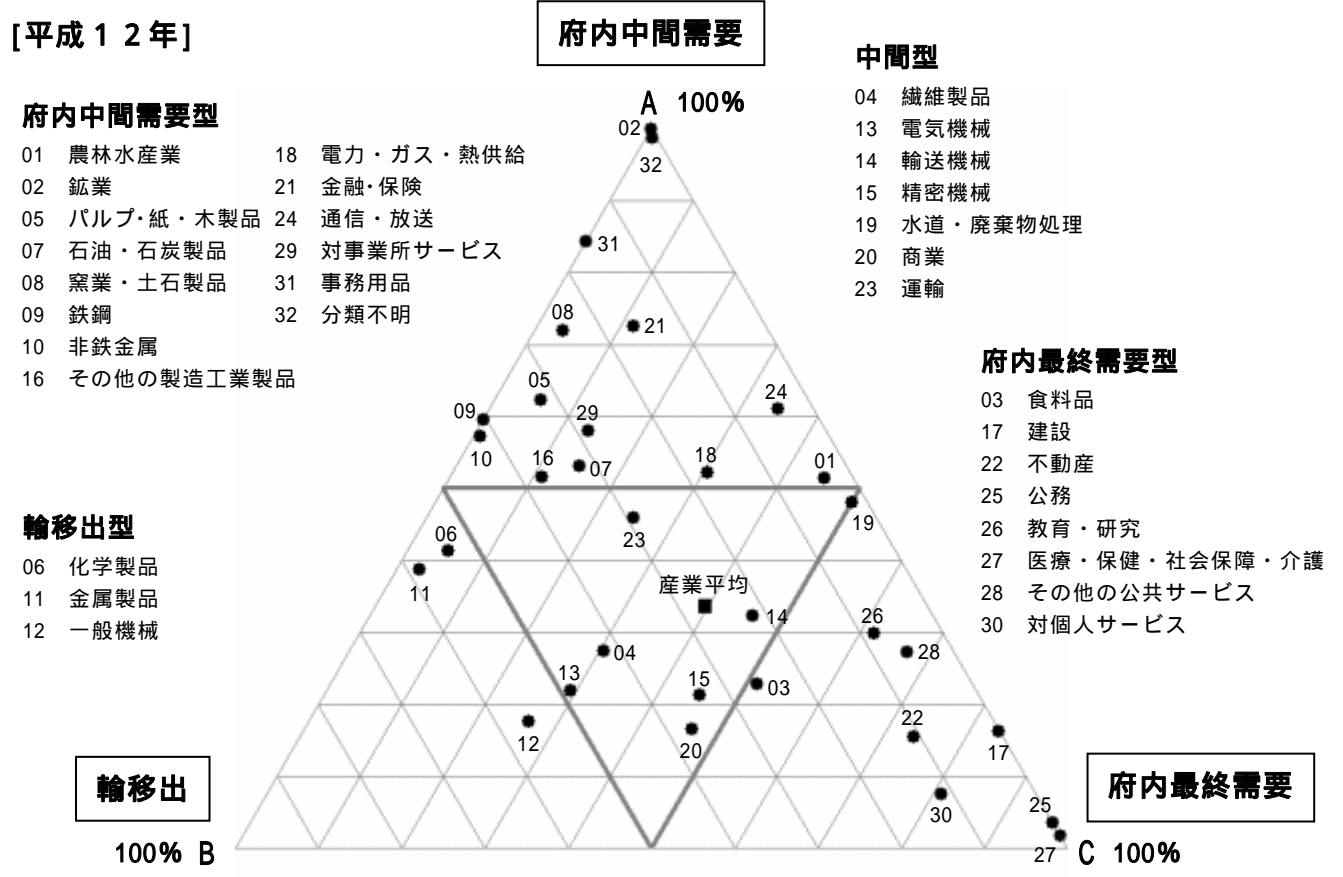 [平成１２年]
府内中間需要
A 100%
府内中間需要型
01 農林水産業
02 鉱業
05 パルプ・紙・木製品
07 石油・石炭製品
08 窯業・土石製品
09 鉄鋼
10 非鉄金属
16 その他の製造工業製品
18 電力・ガス・熱供給
21 金融・保険
24 通信・放送
29 対事業所サービス
31 事務用品
32 分類不明
中間型
04 繊維製品
13 電気機械
14 輸送機械
15 精密機械
19 水道・廃棄物処理
20 商業
23 運輸
府内最終需要型
03 食料品
17 建設
22 不動産
25 公務
26 教育・研究
27 医療・保健・社会保障・介護
28 その他の公共サービス
30 対個人サービス
輸移出型
06 化学製品
11 金属製品
12 一般機械
02
32
31
08
21
05
24
09
29
10
16
07
18
01
19
23
06
11
産業平均
14
26
04
28
13
15
03
12
20
22
17
30
25
27
輸移出
100% B
府内最終需要
C 100%